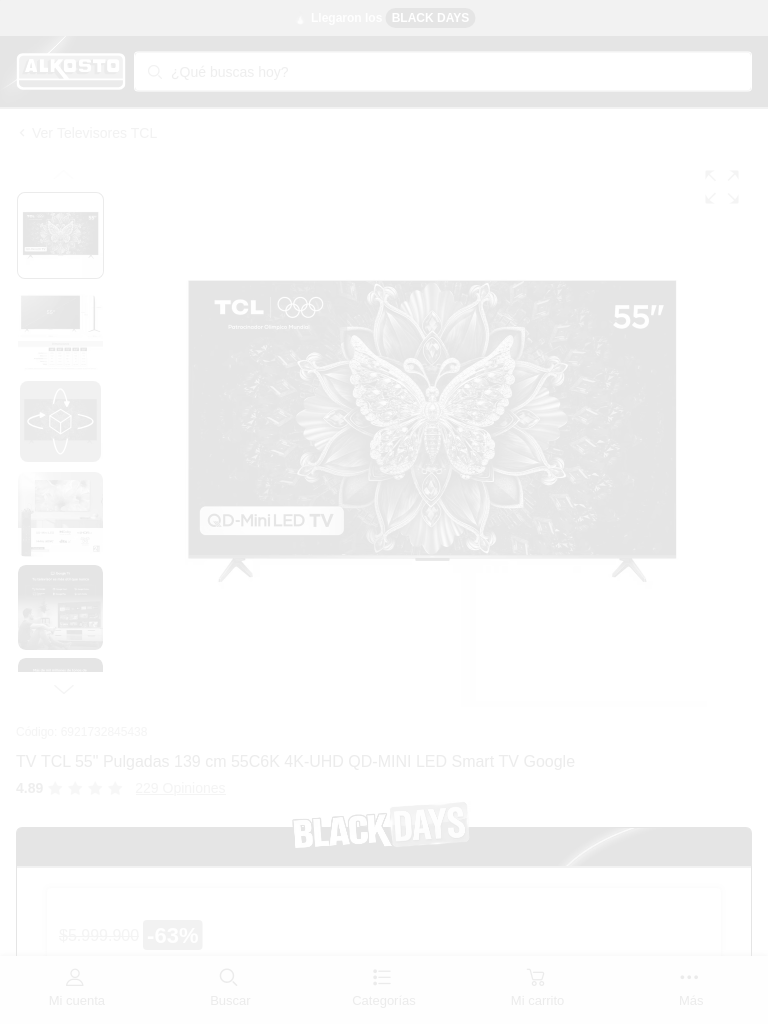 Llegaron los BLACK DAYS
ALKOSTO
¿Qué buscas hoy?
Ver Televisores TCL
TCL
55"
QD-Mini LED TV
Código: 6921732845438
TV TCL 55" Pulgadas 139 cm 55C6K 4K-UHD QD-MINI LED Smart TV Google
4.89
229 Opiniones
BLACK DAYS
$5.999.900 -63%
Mi cuenta
Buscar
Categorías
Mi carrito
Más